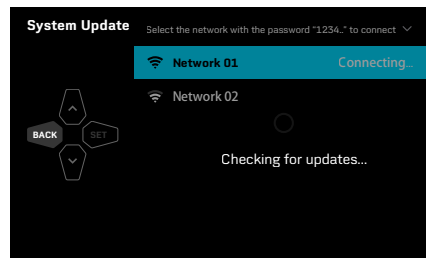 System Update
Select the network with the password "1234.." to connect
Network 01 Connecting...
Network 02
BACK SET
Checking for updates...